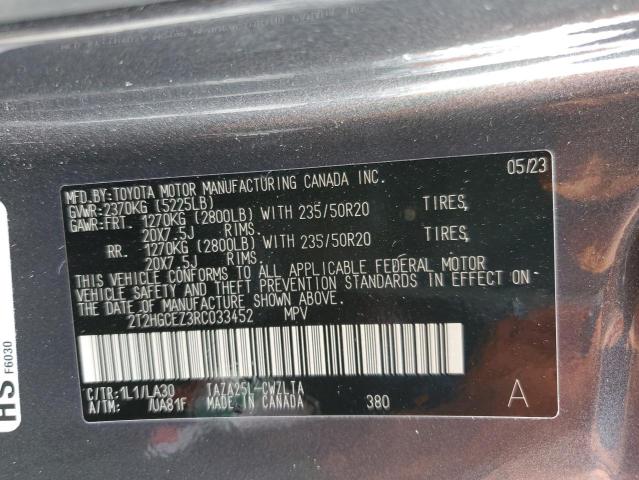 MFD.BY:TOYOTA MOTOR MANUFACTURING CANADA INC. 05/23
GVWR:2370KG (5225LB)
GAWR:FRT. 1270KG (2800LB) WITH 235/50R20 TIRES,
20X7.5J RIMS.
RR. 1270KG (2800LB) WITH 235/50R20 TIRES,
20X7.5J RIMS.
THIS VEHICLE CONFORMS TO ALL APPLICABLE FEDERAL MOTOR
VEHICLE SAFETY AND THEFT PREVENTION STANDARDS IN EFFECT ON
THE DATE OF MANUFACTURE SHOWN ABOVE.
2T2HGCEZ3RC033452 MPV
C/TR:1L1/LA30 TAZA25L-CWZLTA
A/TM: /UA81F MADE IN CANADA 380 A
HS F6030